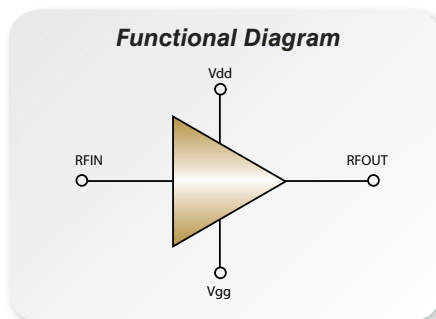 Functional Diagram
Vdd
RFIN
RFOUT
Vgg